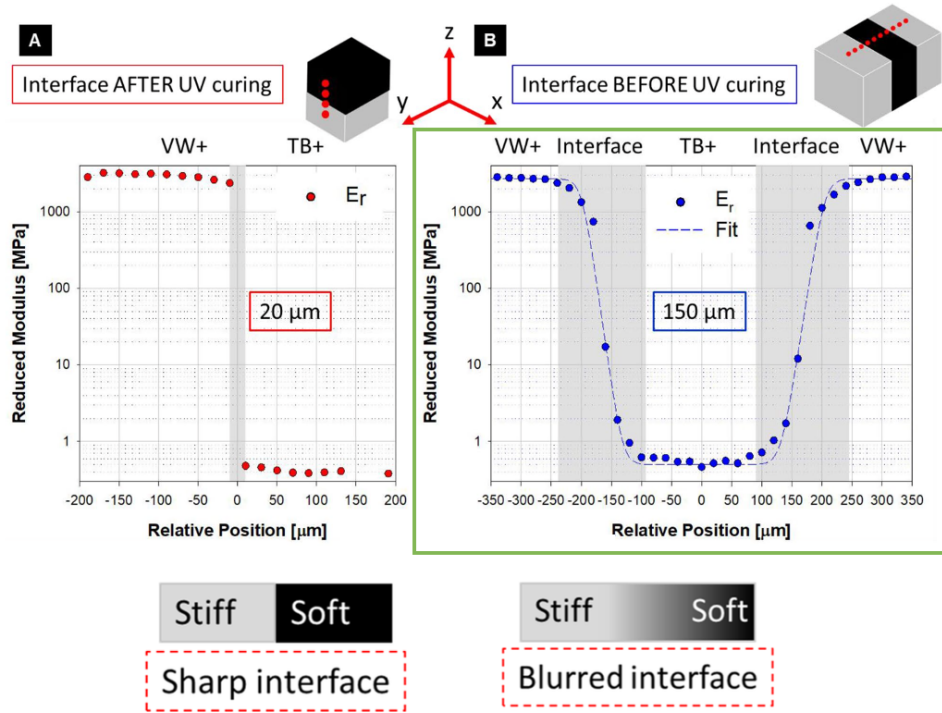 A
Interface AFTER UV curing
z
y
x
B
Interface BEFORE UV curing
VW+ TB+
Reduced Modulus [MPa]
1000
100
10
1
Er
20 µm
-190 -150 -100 -50 0 50 100 150 200
Relative Position [µm]
VW+ Interface TB+ Interface VW+
Reduced Modulus [MPa]
1000
100
10
1
Er
Fit
150 µm
-350 -300 -250 -200 -150 -100 -50 0 50 100 150 200 250 300 350
Relative Position [µm]
Stiff Soft
Sharp interface
Stiff Soft
Blurred interface